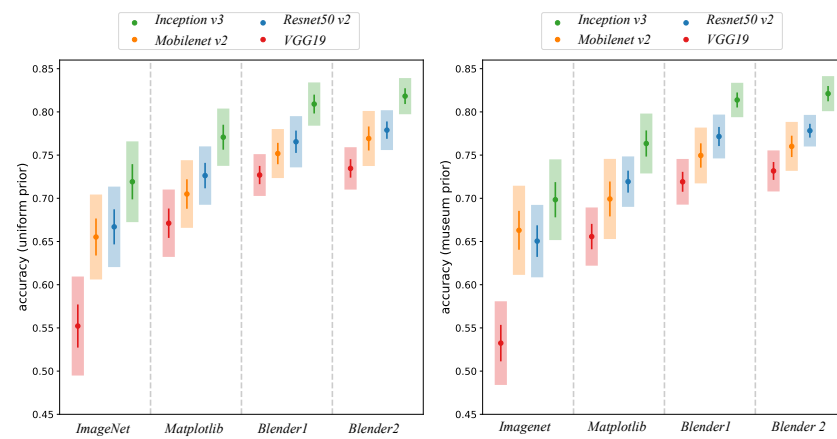 Inception v3 Resnet50 v2
Mobilenet v2 VGG19
accuracy (uniform prior)
0.85
0.80
0.75
0.70
0.65
0.60
0.55
0.50
0.45
ImageNet Matplotlib Blender1 Blender2
Inception v3 Resnet50 v2
Mobilenet v2 VGG19
accuracy (museum prior)
0.85
0.80
0.75
0.70
0.65
0.60
0.55
0.50
0.45
Imagenet Matplotlib Blender1 Blender 2